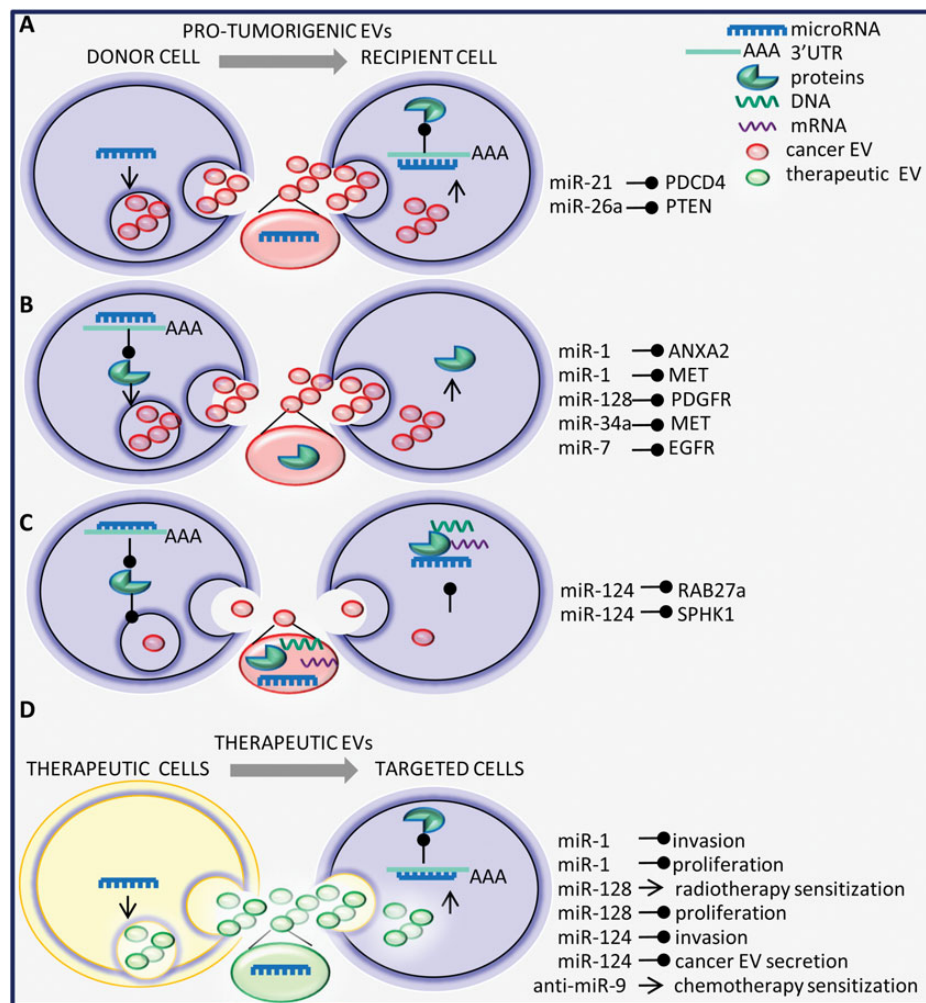 A
PRO-TUMORIGENIC EVs
DONOR CELL
RECIPIENT CELL
microRNA
AAA 3'UTR
proteins
DNA
mRNA
cancer EV
therapeutic EV
AAA
miR-21 PDCD4
miR-26a PTEN
B
AAA
miR-1 ANXA2
miR-1 MET
miR-128 PDGFR
miR-34a MET
miR-7 EGFR
C
AAA
miR-124 RAB27a
miR-124 SPHK1
D
THERAPEUTIC EVs
THERAPEUTIC CELLS
TARGETED CELLS
AAA
miR-1 invasion
miR-1 proliferation
miR-128 → radiotherapy sensitization
miR-128 proliferation
miR-124 invasion
miR-124 cancer EV secretion
anti-miR-9 → chemotherapy sensitization